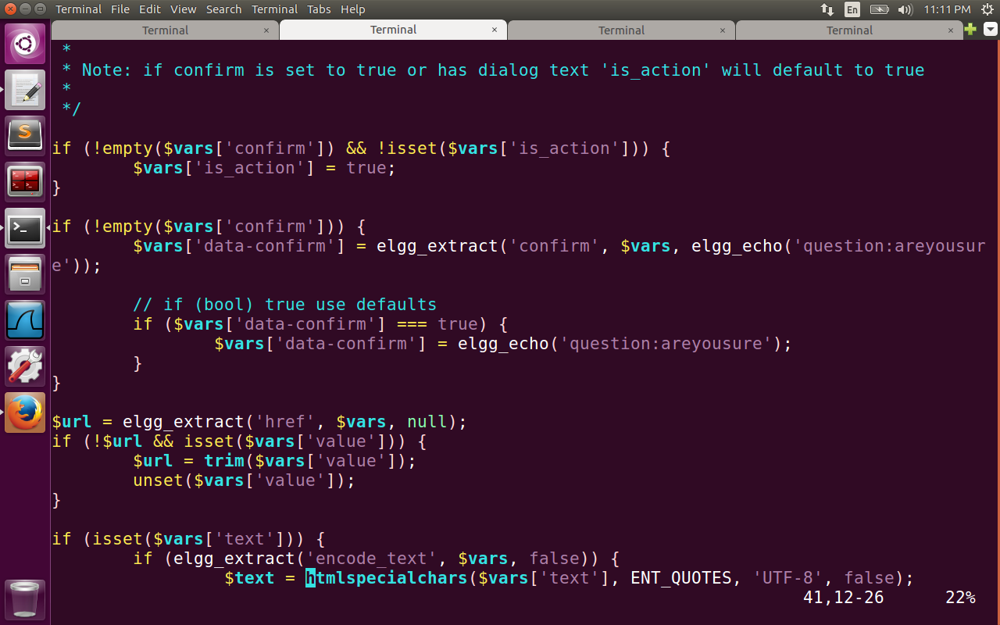 Terminal File Edit View Search Terminal Tabs Help En 11:11 PM
Terminal × Terminal × Terminal × Terminal ×
*
* Note: if confirm is set to true or has dialog text 'is_action' will default to true
*
*/
if (!empty($vars['confirm']) && !isset($vars['is_action'])) {
$vars['is_action'] = true;
}
if (!empty($vars['confirm'])) {
$vars['data-confirm'] = elgg_extract('confirm', $vars, elgg_echo('question:areyousur
e'));
// if (bool) true use defaults
if ($vars['data-confirm'] === true) {
$vars['data-confirm'] = elgg_echo('question:areyousure');
}
}
$url = elgg_extract('href', $vars, null);
if (!$url && isset($vars['value'])) {
$url = trim($vars['value']);
unset($vars['value']);
}
if (isset($vars['text'])) {
if (elgg_extract('encode_text', $vars, false)) {
$text = htmlspecialchars($vars['text'], ENT_QUOTES, 'UTF-8', false);
41,12-26 22%